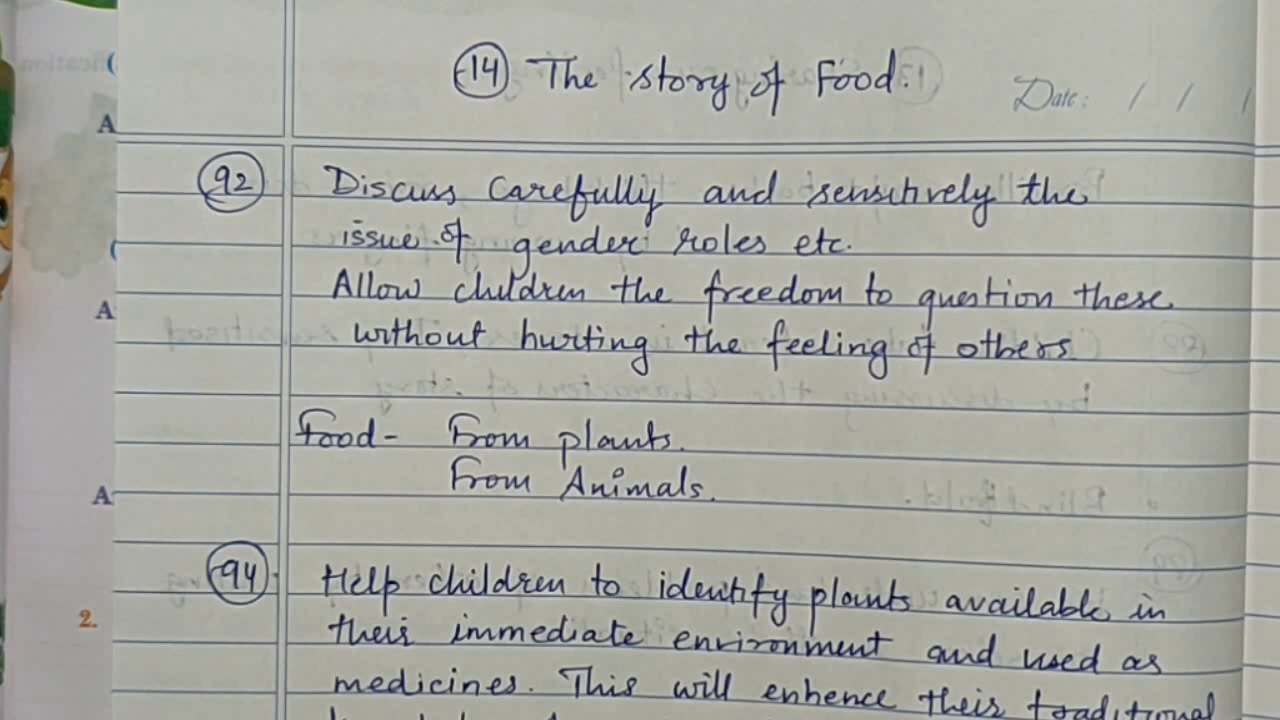 (14) The story of Food.
Date: / /
(92) Discuss carefully and sensitively the
issue of gender roles etc.
Allow children the freedom to question these
without hurting the feeling of others
Food- From plants.
From Animals.
(94) Help children to identify plants available in
their immediate environment and used as
medicines. This will enhence their traditional
A
A
A
2.